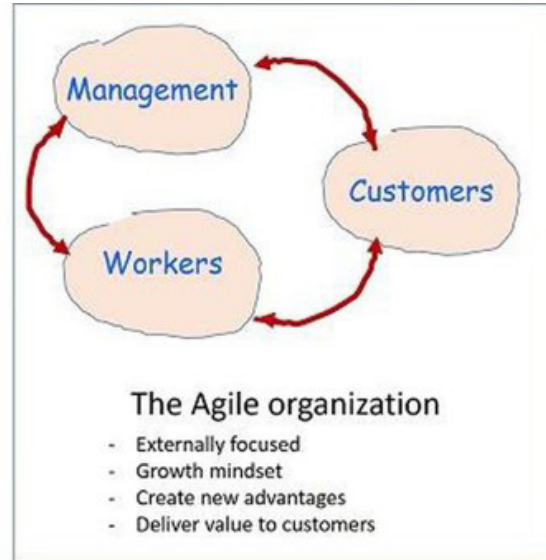 Management
Customers
Workers
The Agile organization
- Externally focused
- Growth mindset
- Create new advantages
- Deliver value to customers